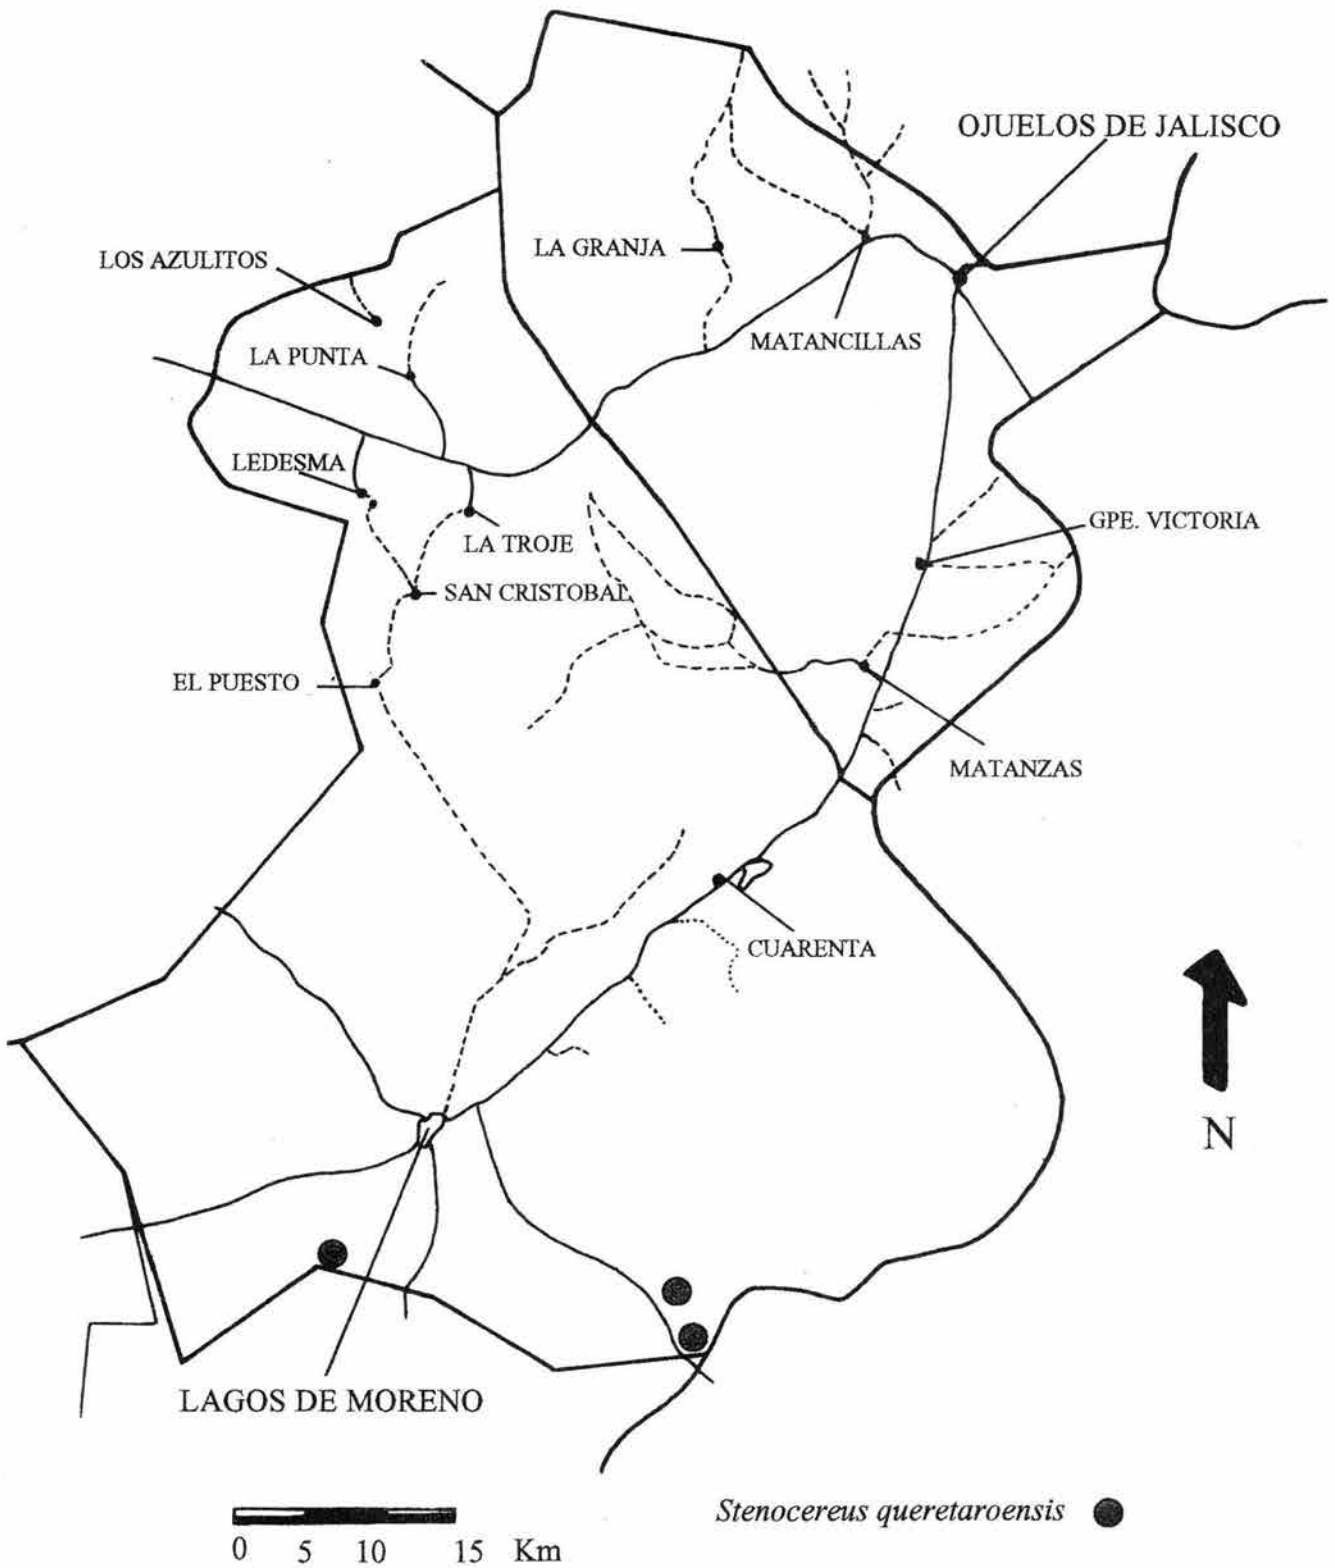 OJUELOS DE JALISCO
LOS AZULITOS
LA GRANJA
MATANCILLAS
LA PUNTA
LEDESMA
GPE. VICTORIA
LA TROJE
SAN CRISTOBAL
EL PUESTO
MATANZAS
CUARENTA
N
LAGOS DE MORENO
Stenocereus queretaroensis
0 5 10 15 Km